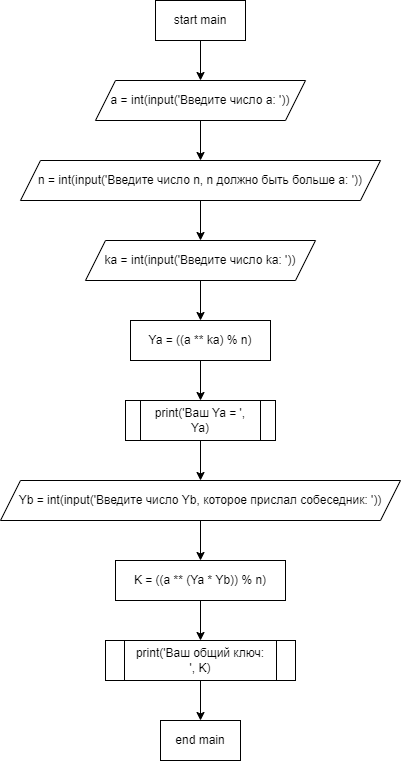 start main
a = int(input('Введите число a: '))
n = int(input('Введите число n, n должно быть больше a: '))
ka = int(input('Введите число ka: '))
Ya = ((a ** ka) % n)
print('Ваш Ya = ',
Ya)
Yb = int(input('Введите число Yb, которое прислал собеседник: '))
K = ((a ** (Ya * Yb)) % n)
print('Ваш общий ключ:
', K)
end main